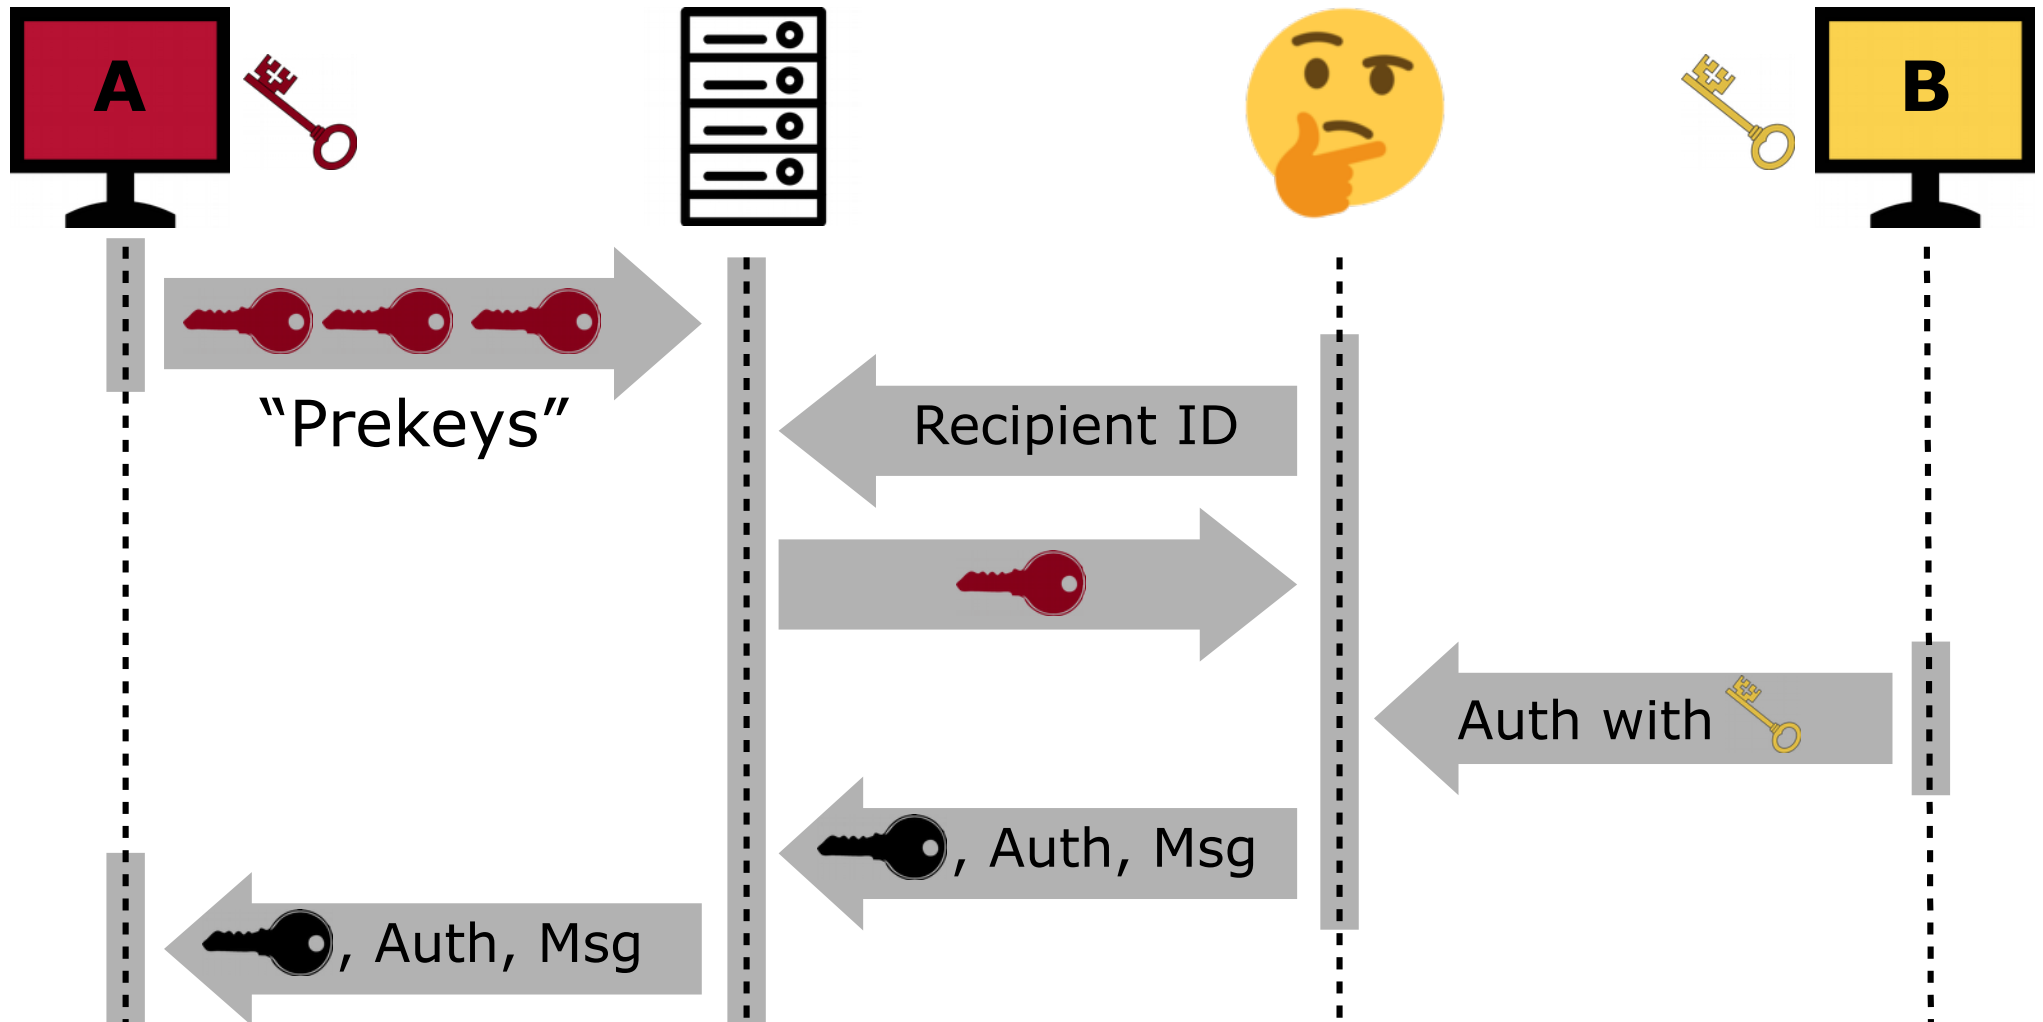 A
B
“Prekeys”
Recipient ID
Auth with
, Auth, Msg
, Auth, Msg